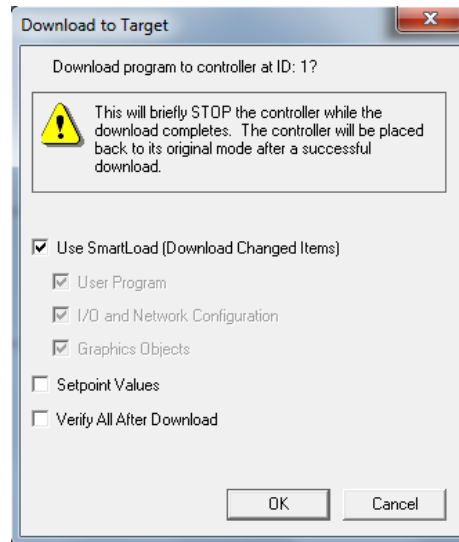 Download to Target
Download program to controller at ID: 1?
This will briefly STOP the controller while the
download completes. The controller will be placed
back to its original mode after a successful
download.
Use SmartLoad (Download Changed Items)
User Program
I/O and Network Configuration
Graphics Objects
Setpoint Values
Verify All After Download
OK
Cancel